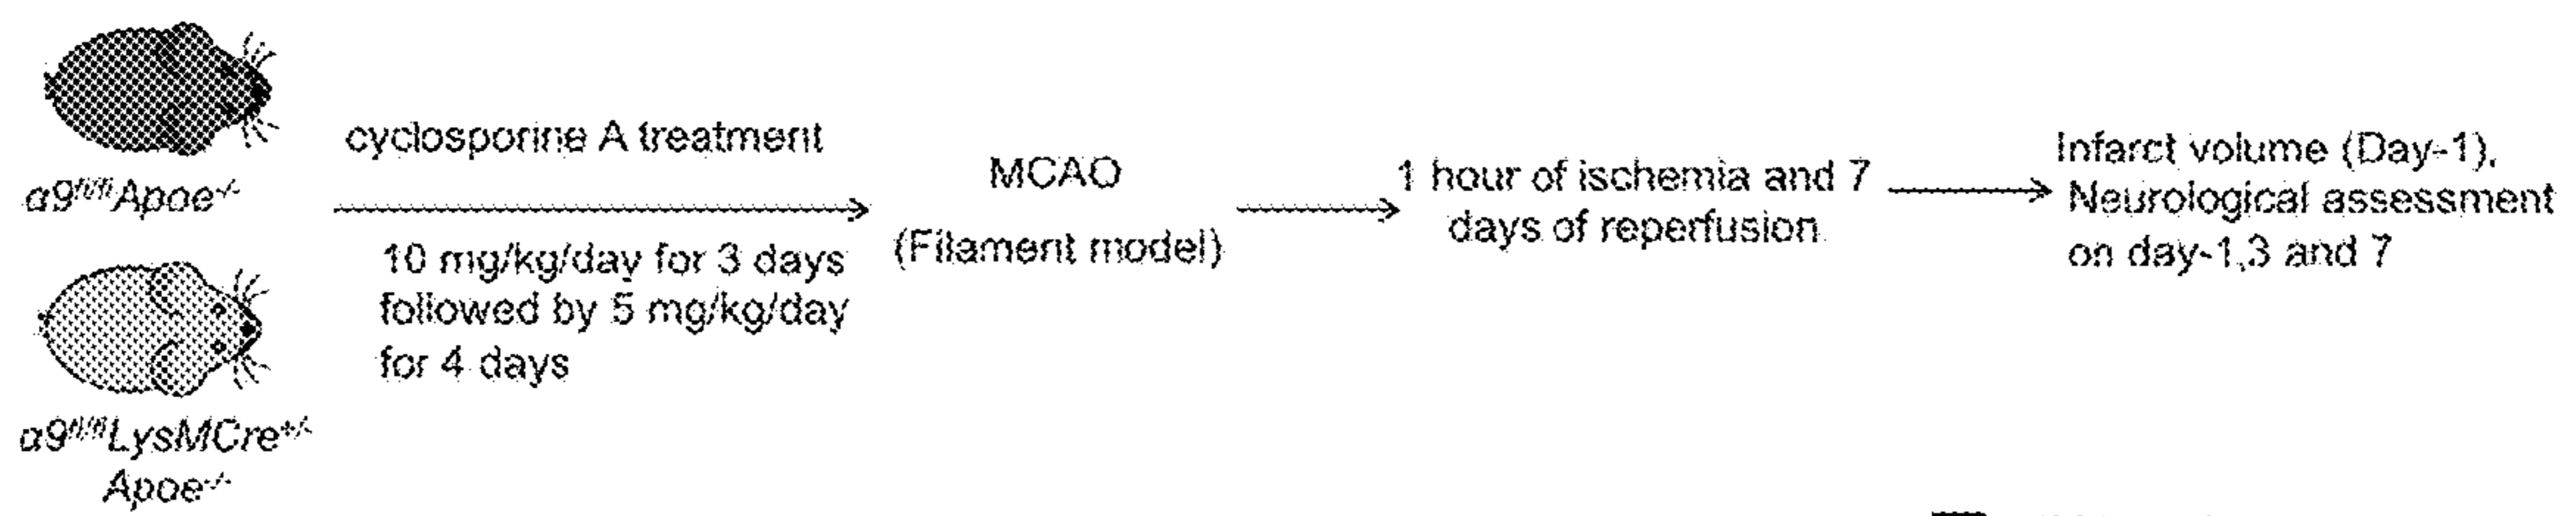 α9fl/flApoe-/-
α9fl/flLysMCre+/-
Apoe-/-
cyclosporine A treatment
10 mg/kg/day for 3 days
followed by 5 mg/kg/day
for 4 days
MCAO
(Filament model)
1 hour of ischemia and 7
days of reperfusion
Infarct volume (Day-1),
Neurological assessment
on day-1,3 and 7